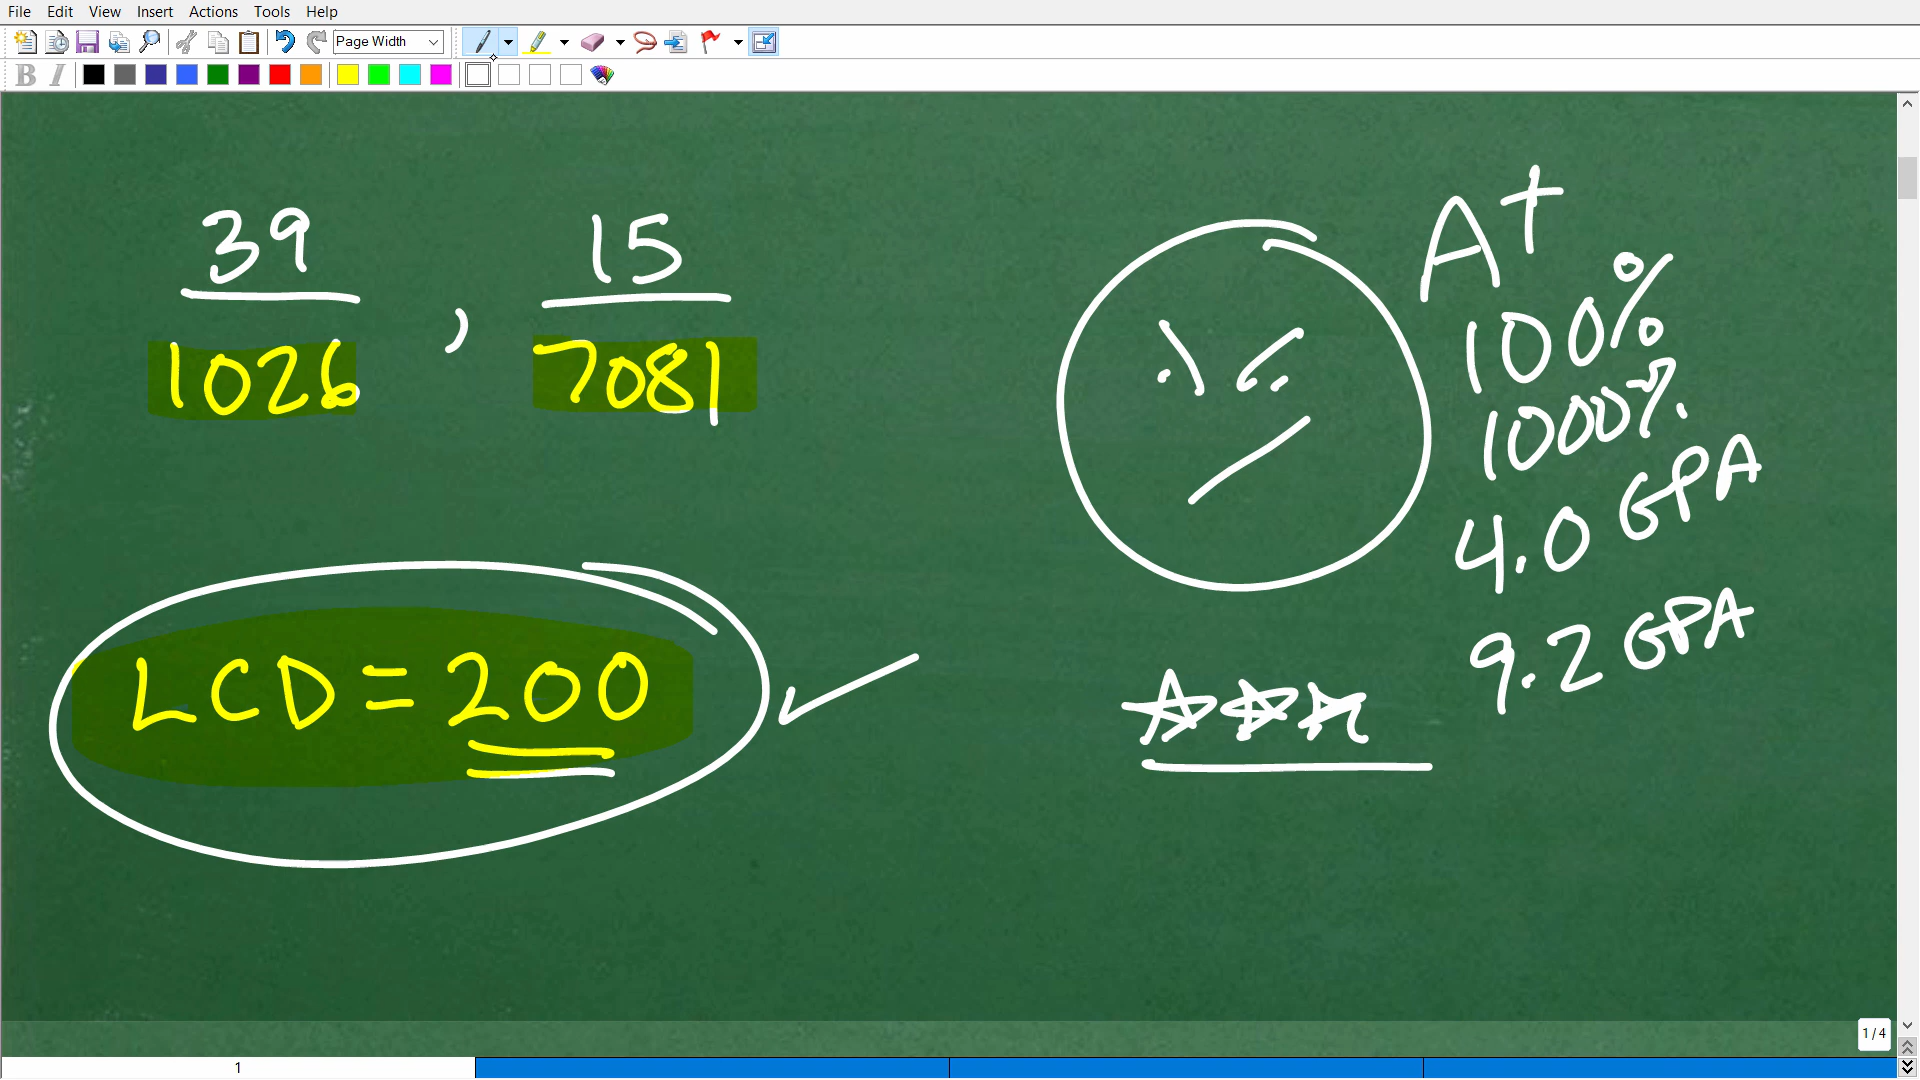 File Edit View Insert Actions Tools Help
Page Width
B I
39 , 15
1026 7081
LCD = 200
A+
100%
1000%
4.0 GPA
9.2 GPA
1 / 4
1